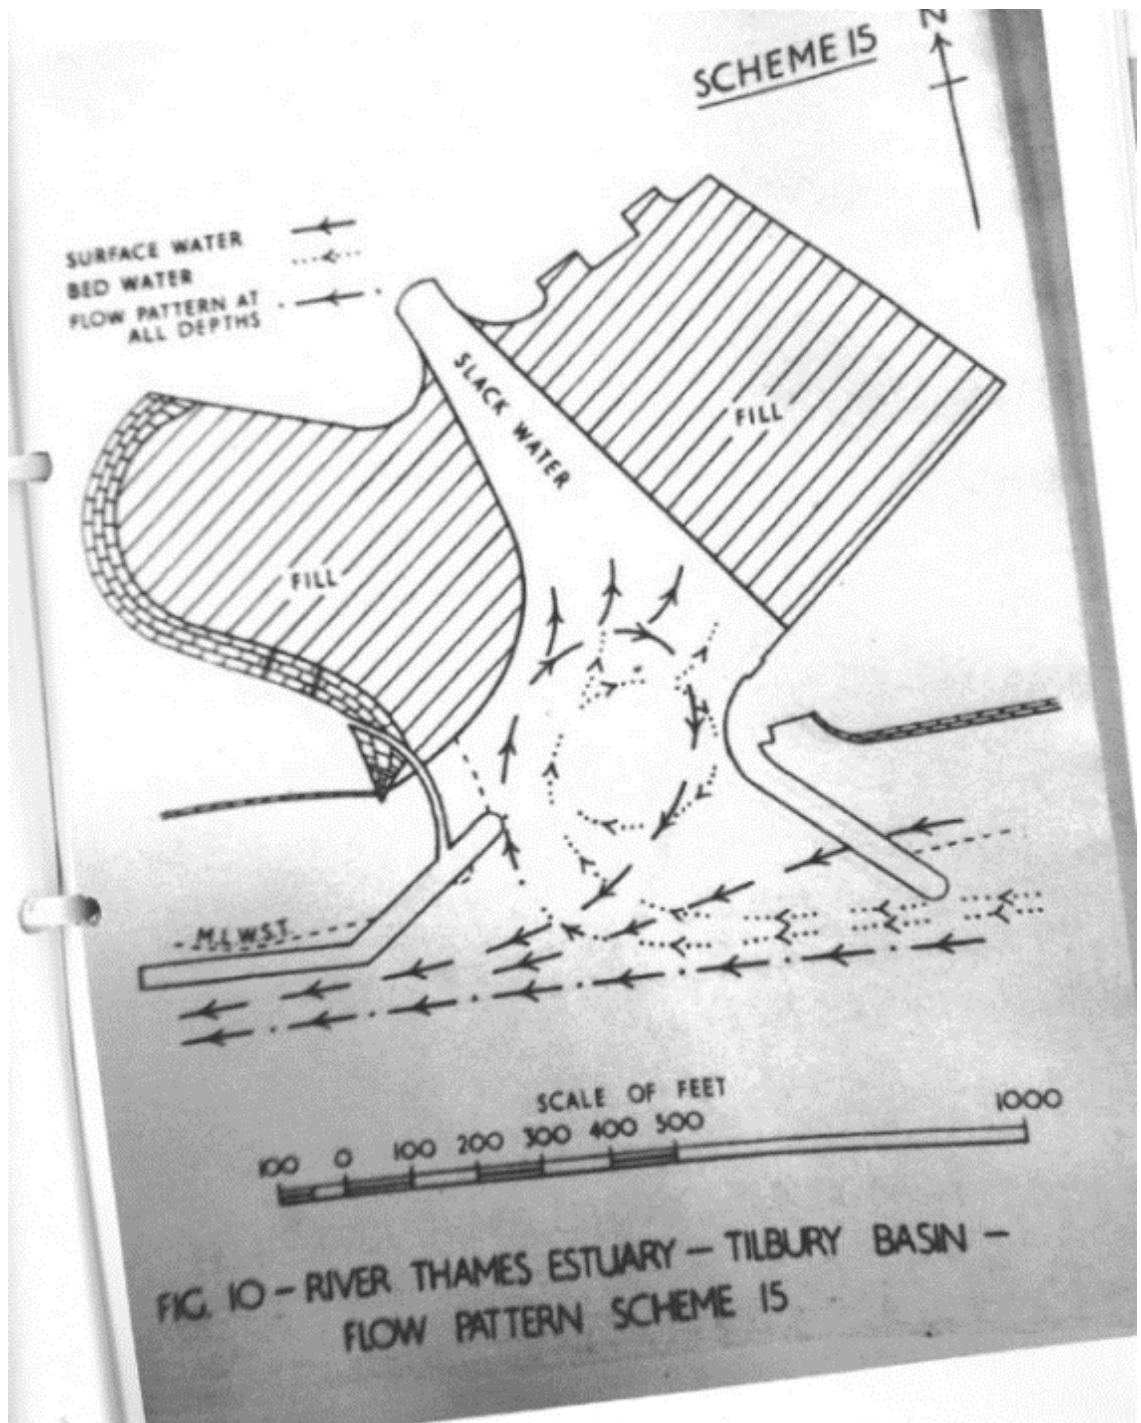 SCHEME 15
N
SURFACE WATER
BED WATER
FLOW PATTERN AT
ALL DEPTHS
SLACK WATER
FILL
FILL
M.L.W.S.T.
SCALE OF FEET
100 0 100 200 300 400 500 1000
FIG. 10 – RIVER THAMES ESTUARY – TILBURY BASIN –
FLOW PATTERN SCHEME 15